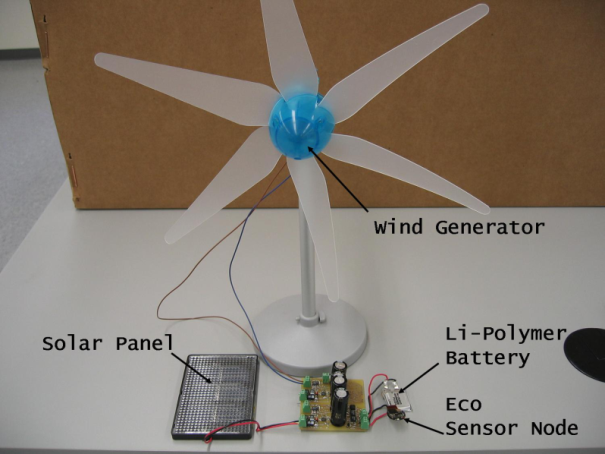 Wind Generator
Solar Panel
Li-Polymer
Battery
Eco
Sensor Node